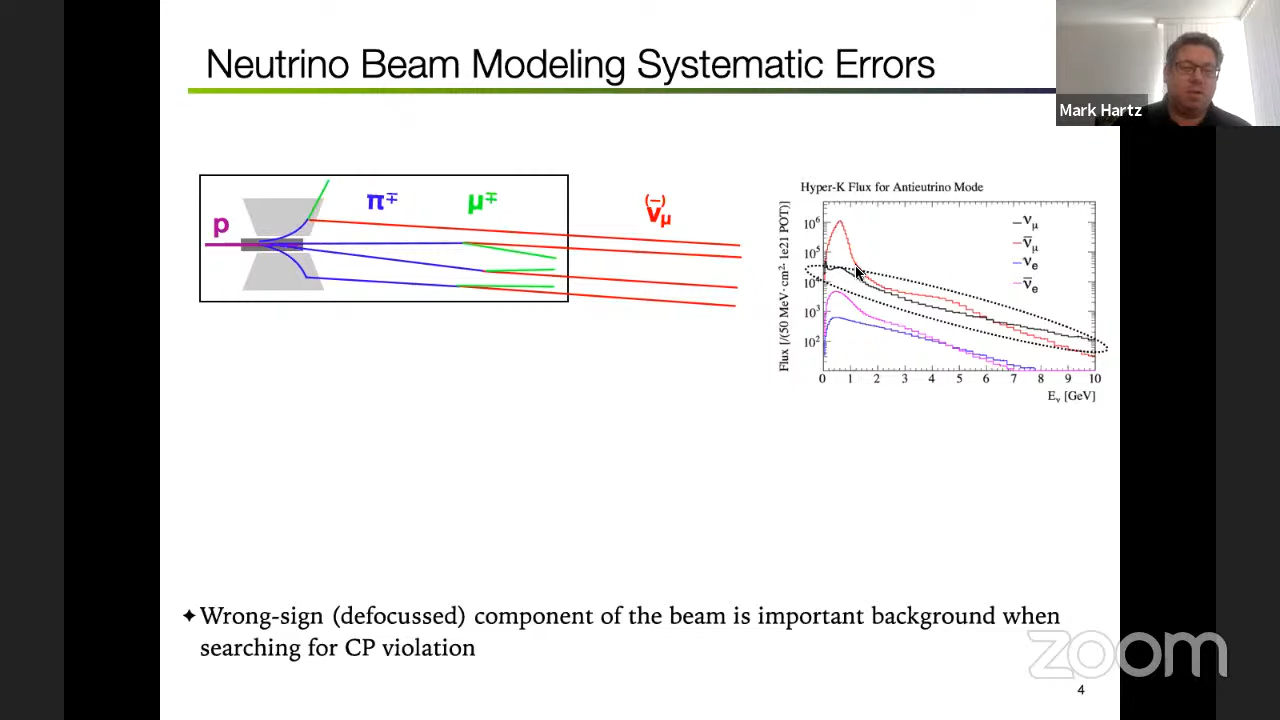 Neutrino Beam Modeling Systematic Errors
Mark Hartz
p
π∓
μ∓
(−)
νμ
Hyper-K Flux for Antieutrino Mode
Flux [/(50 MeV· cm²· 1e21 POT)]
10⁶
10⁵
10⁴
10³
10²
νμ
ν̄μ
νe
ν̄e
0 1 2 3 4 5 6 7 8 9 10
Eν [GeV]
✦Wrong-sign (defocussed) component of the beam is important background when
searching for CP violation
zoom
4